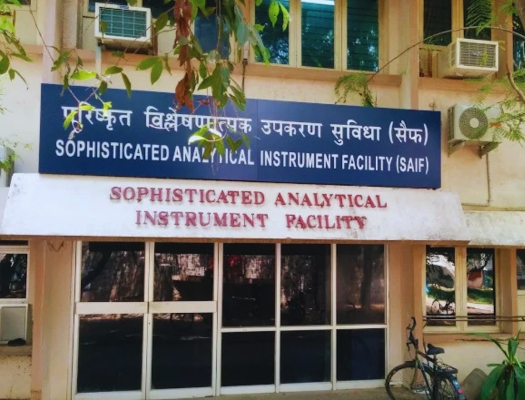 परिष्कृत विश्लेषणात्मक उपकरण सुविधा (सैफ)
SOPHISTICATED ANALYTICAL INSTRUMENT FACILITY (SAIF)
SOPHISTICATED ANALYTICAL
INSTRUMENT FACILITY